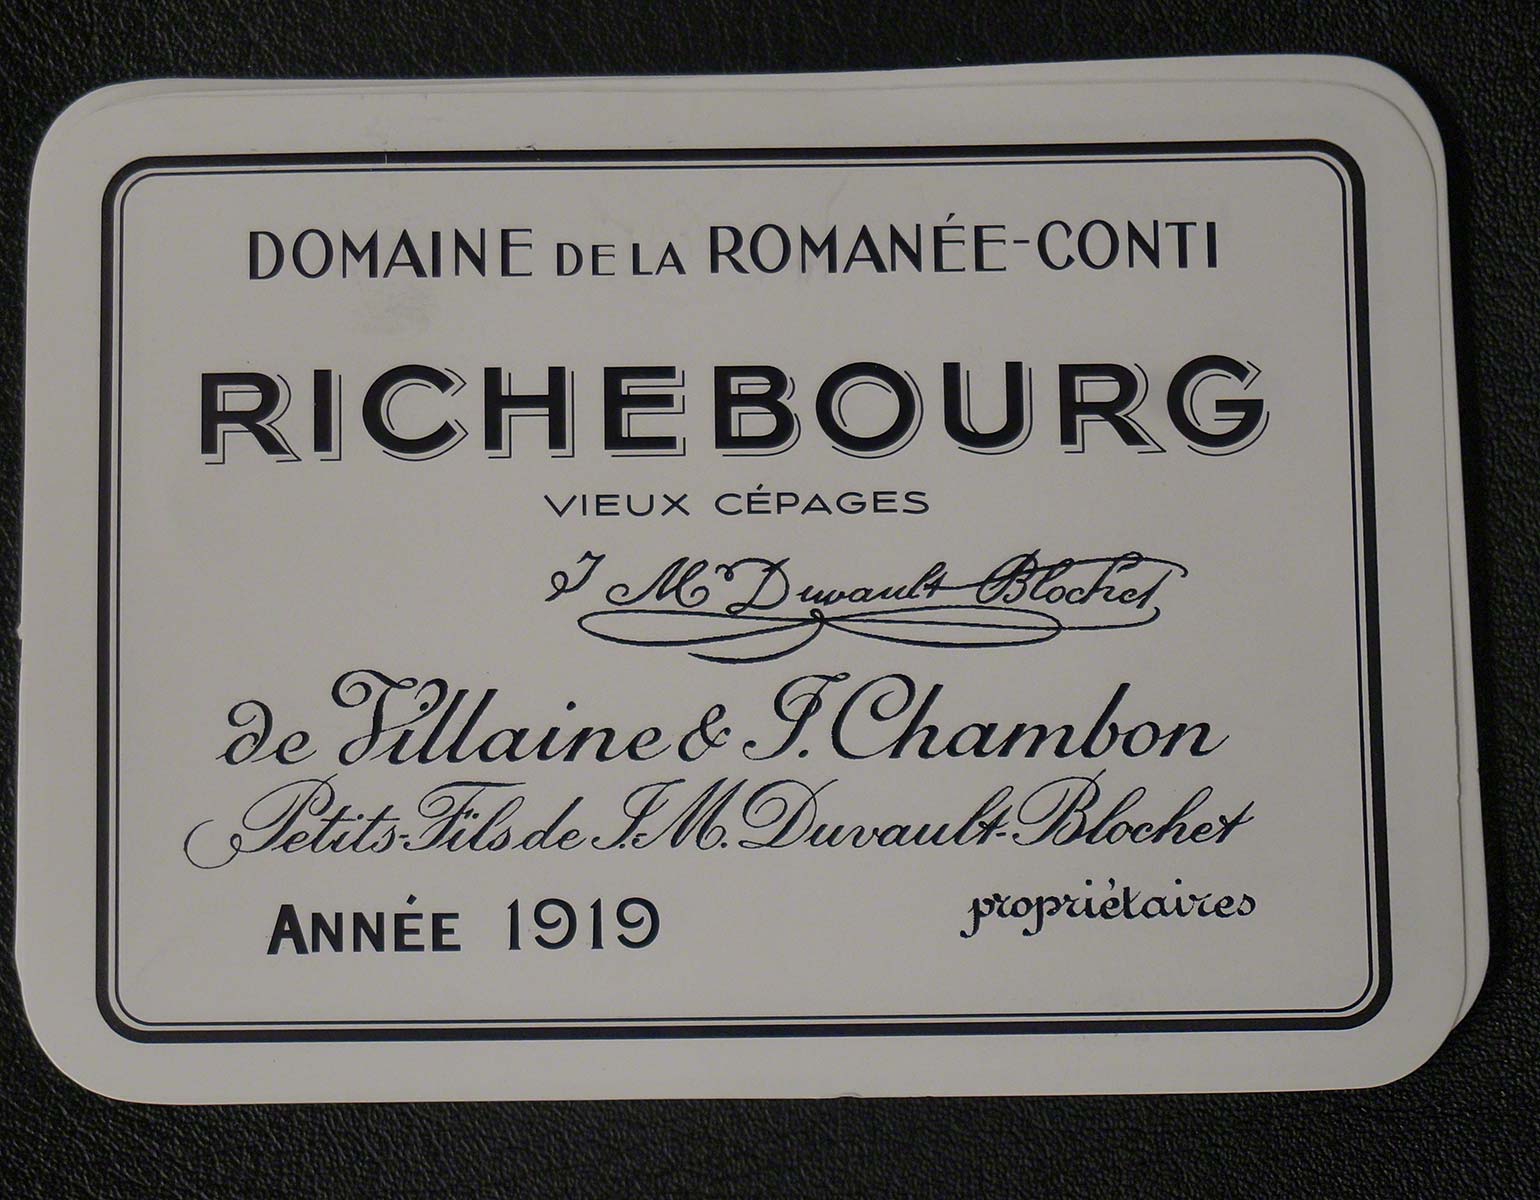 DOMAINE DE LA ROMANÉE-CONTI
RICHEBOURG
VIEUX CÉPAGES
J Mr Duvault Blochet
de Villaine & J. Chambon
Petits-Fils de J. M. Duvault-Blochet
ANNÉE 1919
propriétaires